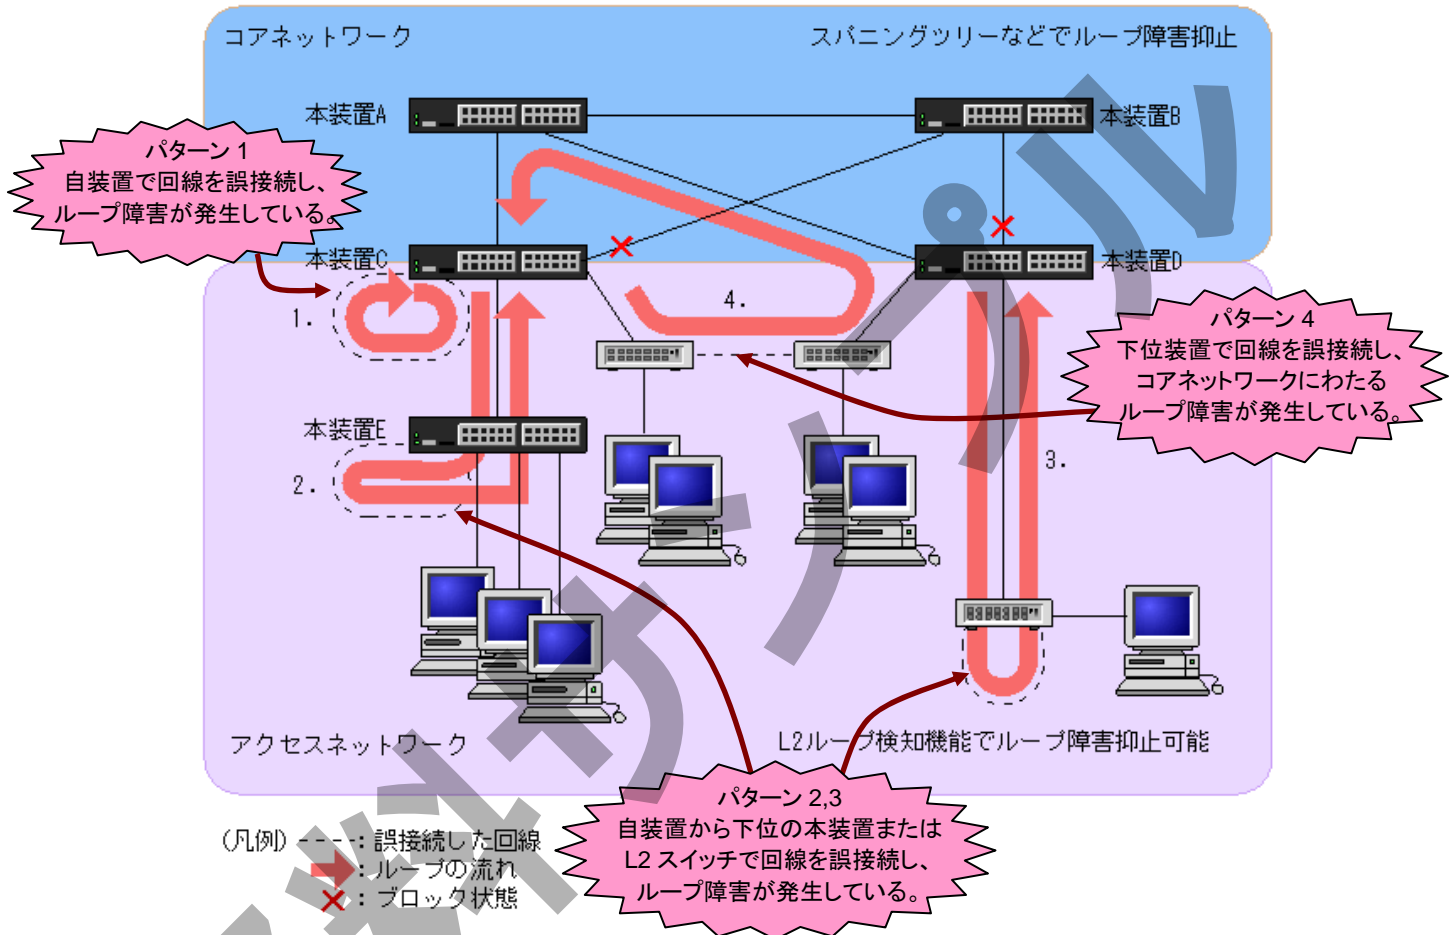 コアネットワーク
スパニングツリーなどでループ障害抑止
本装置A
本装置B
パターン 1
自装置で回線を誤接続し、
ループ障害が発生している。
本装置C
本装置D
1.
4.
パターン 4
下位装置で回線を誤接続し、
コアネットワークにわたる
ループ障害が発生している。
本装置E
2.
3.
アクセスネットワーク
L2ループ検知機能でループ障害抑止可能
パターン 2,3
自装置から下位の本装置または
L2 スイッチで回線を誤接続し、
ループ障害が発生している。
(凡例) ----: 誤接続した回線
: ループの流れ
: ブロック状態
料サンプル